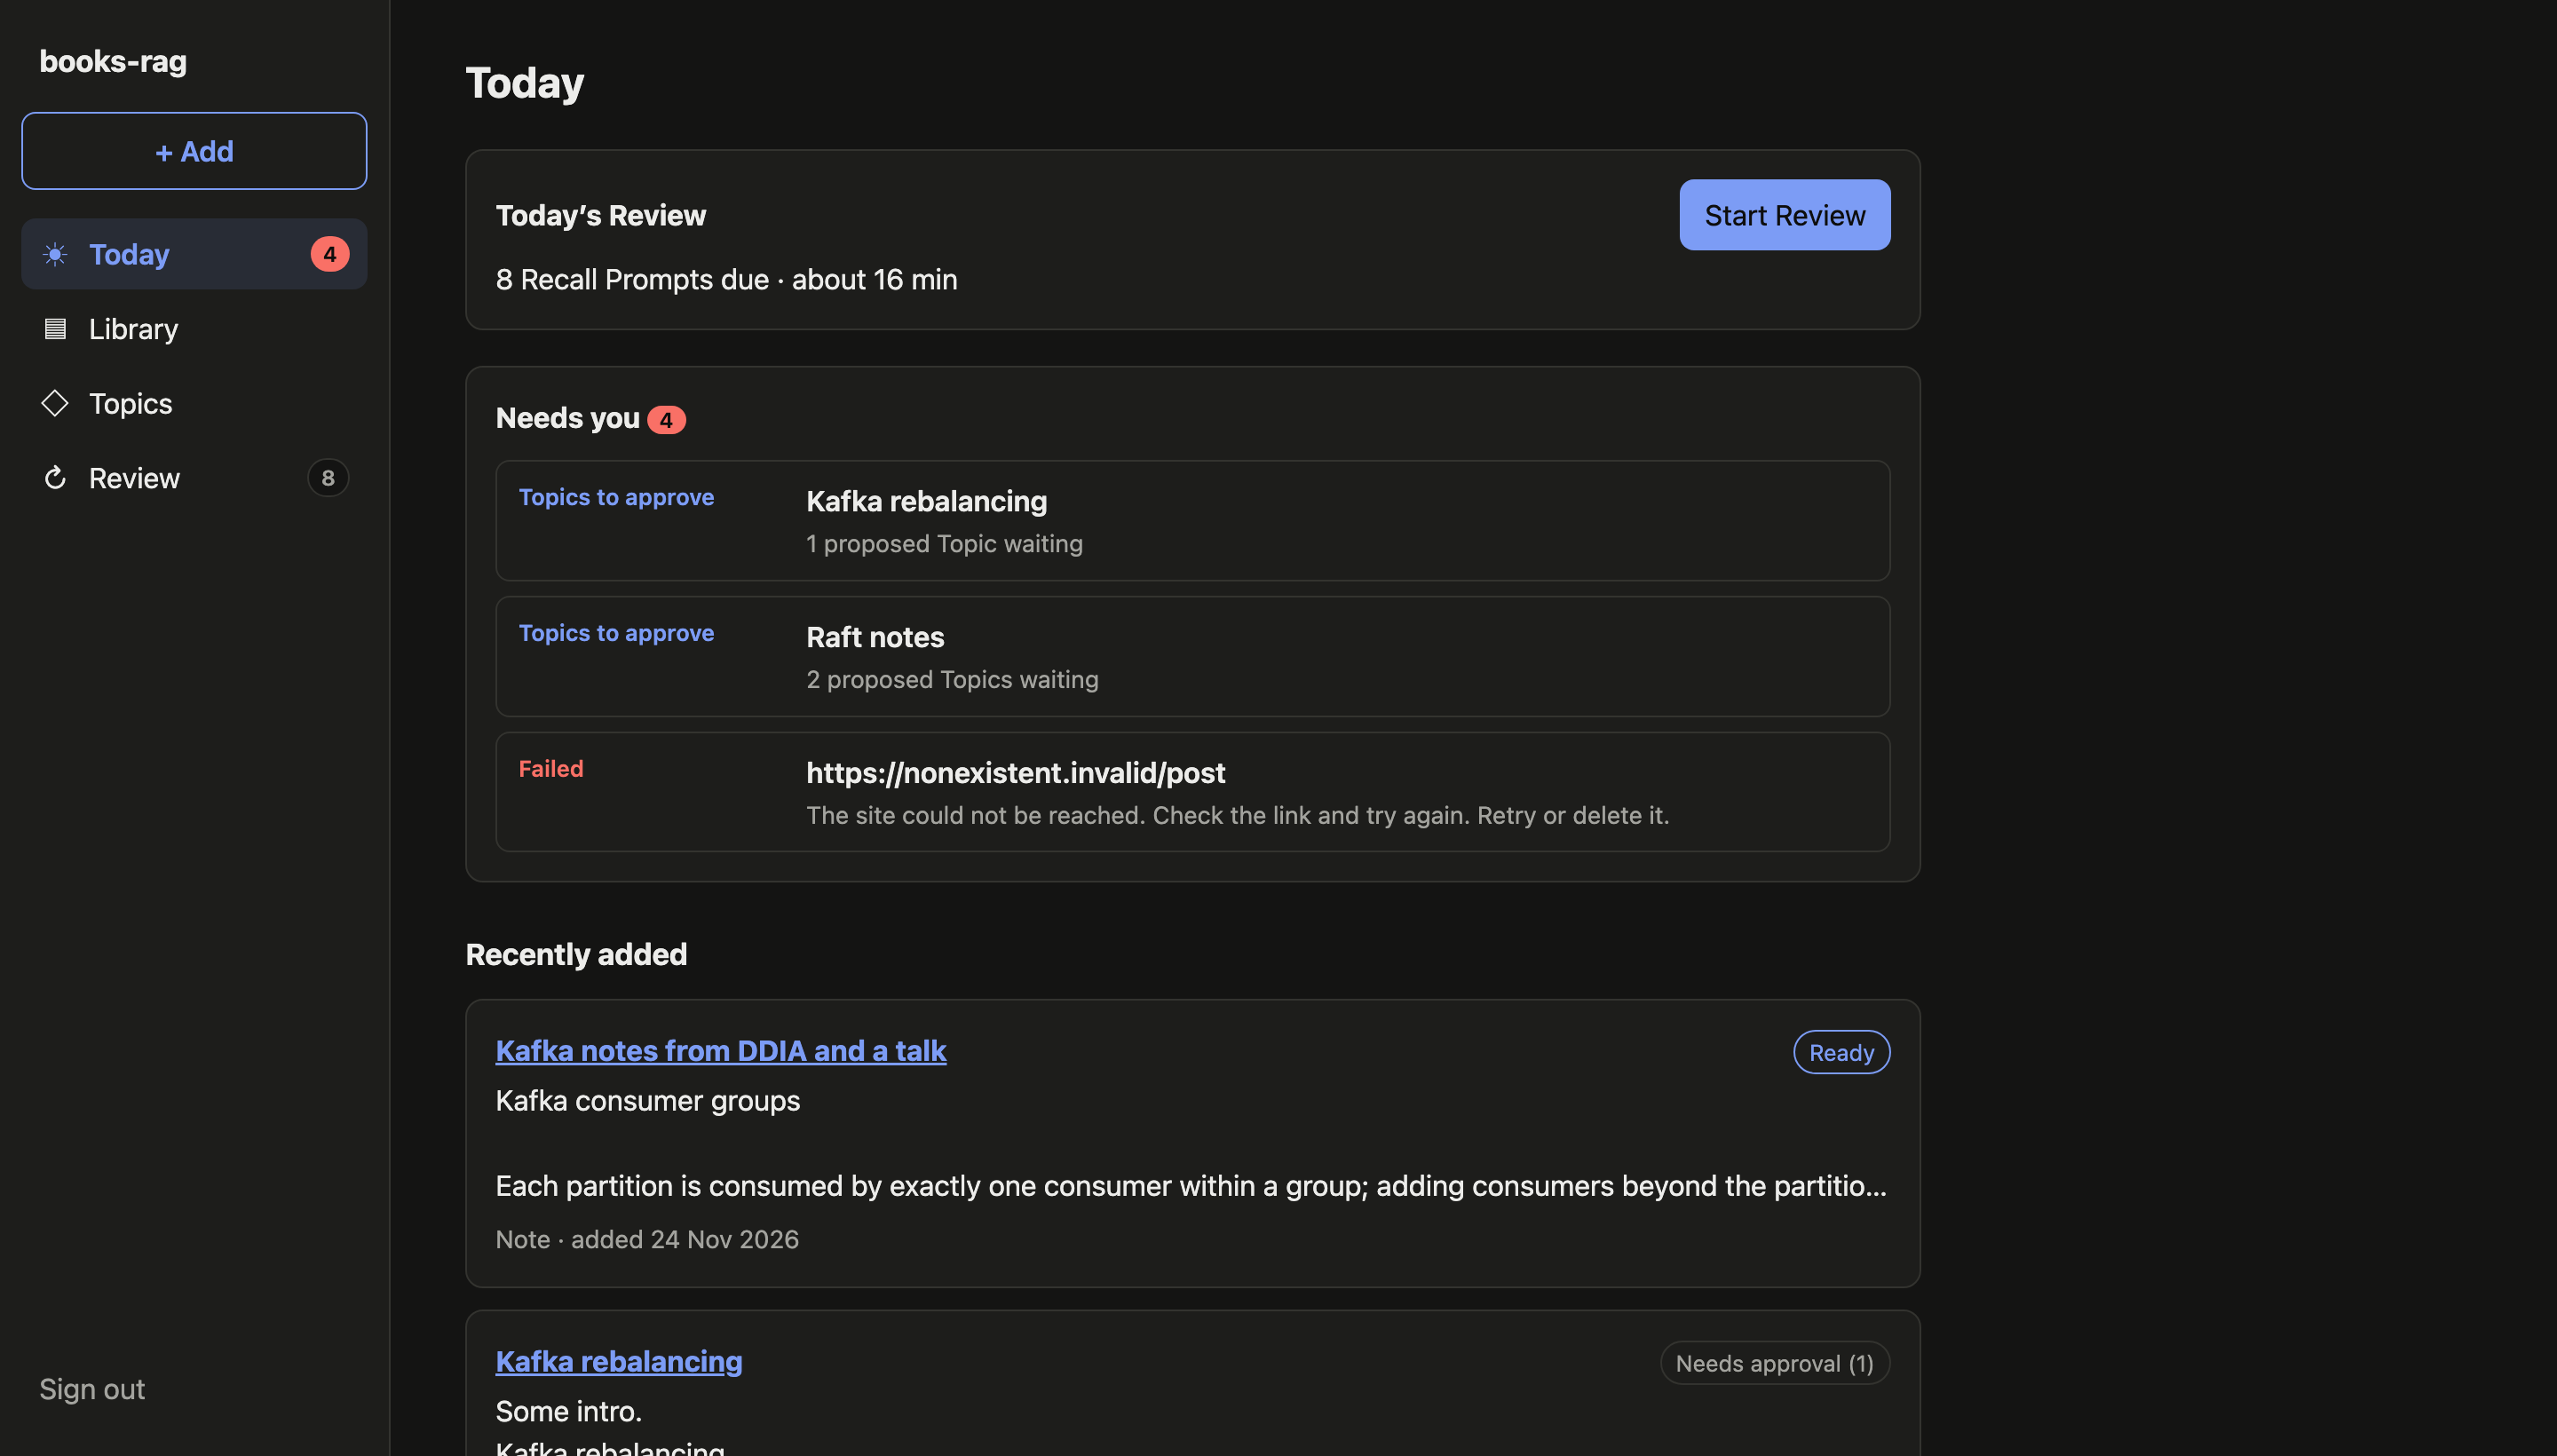 books-rag
+ Add
Today 4
Library
Topics
Review 8
Sign out
Today
Today’s Review
Start Review
8 Recall Prompts due · about 16 min
Needs you 4
Topics to approve
Kafka rebalancing
1 proposed Topic waiting
Topics to approve
Raft notes
2 proposed Topics waiting
Failed
https://nonexistent.invalid/post
The site could not be reached. Check the link and try again. Retry or delete it.
Recently added
Kafka notes from DDIA and a talk
Ready
Kafka consumer groups
Each partition is consumed by exactly one consumer within a group; adding consumers beyond the partitio...
Note · added 24 Nov 2026
Kafka rebalancing
Needs approval (1)
Some intro.
Kafka rebalancing